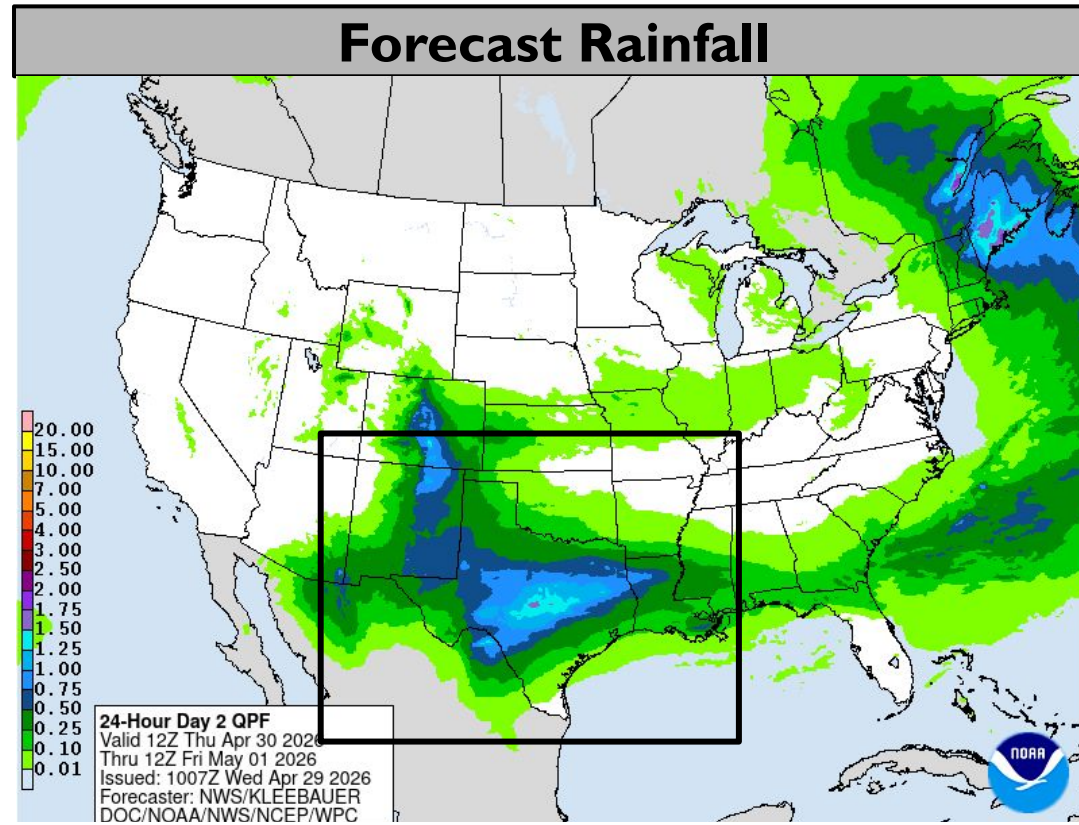 Forecast Rainfall
20.00
15.00
10.00
7.00
5.00
4.00
3.00
2.50
2.00
1.75
1.50
1.25
1.00
0.75
0.50
0.25
0.10
0.01
24-Hour Day 2 QPF
Valid 12Z Thu Apr 30 2026
Thru 12Z Fri May 01 2026
Issued: 1007Z Wed Apr 29 2026
Forecaster: NWS/KLEEBAUER
DOC/NOAA/NWS/NCEP/WPC
NOAA